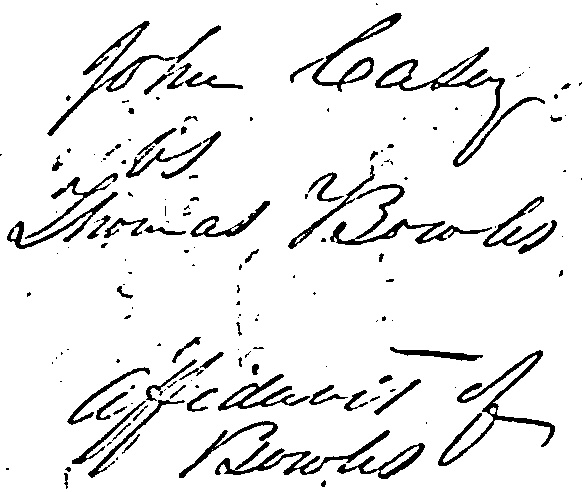 John Casey
vs
Thomas Bowles
Affidavit of
Bowles